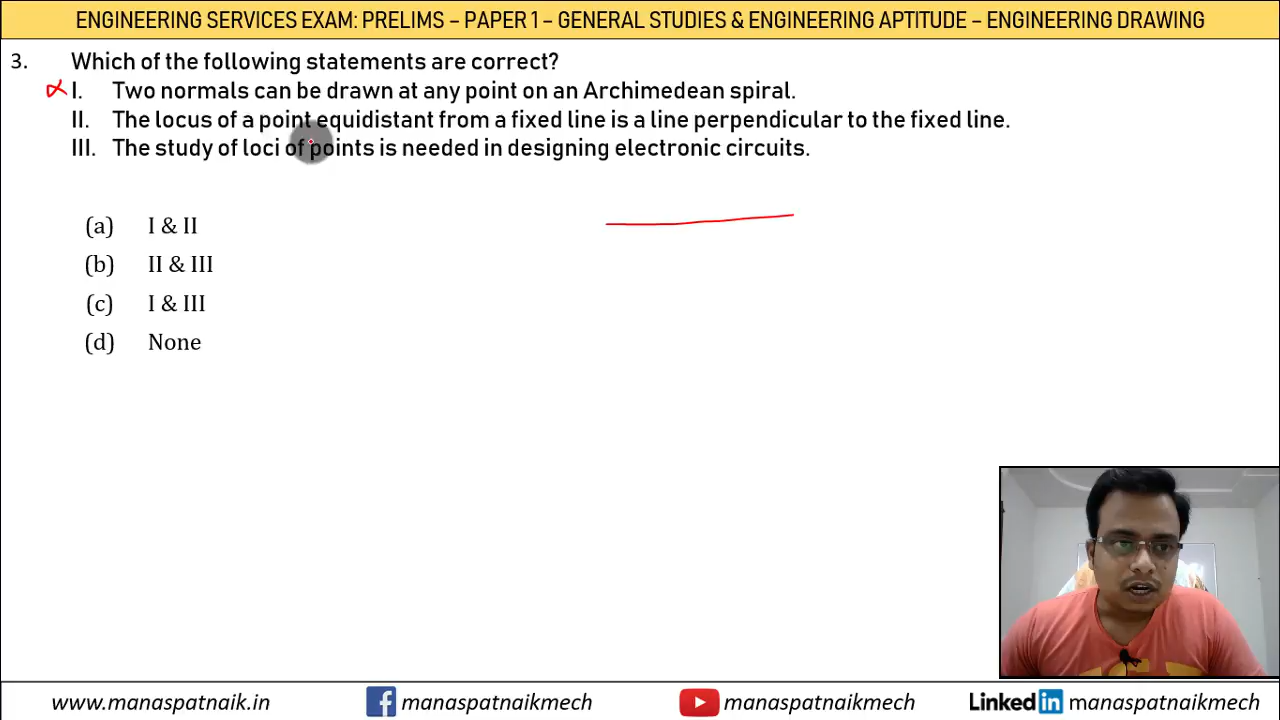 ENGINEERING SERVICES EXAM: PRELIMS – PAPER 1 – GENERAL STUDIES & ENGINEERING APTITUDE – ENGINEERING DRAWING
3. Which of the following statements are correct?
I. Two normals can be drawn at any point on an Archimedean spiral.
II. The locus of a point equidistant from a fixed line is a line perpendicular to the fixed line.
III. The study of loci of points is needed in designing electronic circuits.
(a) I & II
(b) II & III
(c) I & III
(d) None
www.manaspatnaik.in manaspatnaikmech manaspatnaikmech Linked in manaspatnaikmech